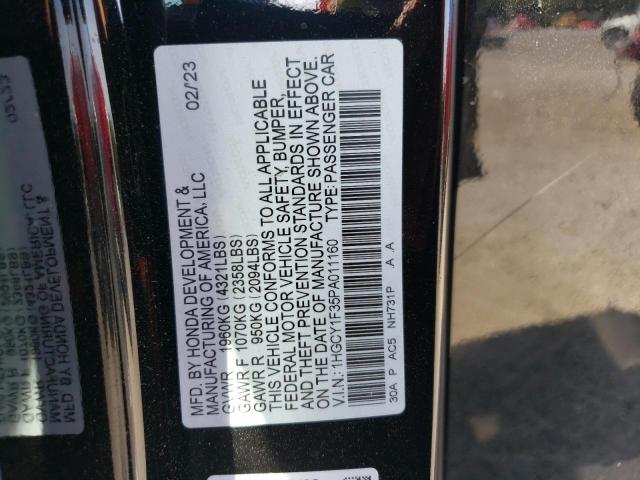 MFD. BY HONDA DEVELOPMENT & 02/23
MANUFACTURING OF AMERICA, LLC
GVWR 1960KG (4321LBS)
GAWR F 1070KG (2358LBS)
GAWR R 950KG (2094LBS)
THIS VEHICLE CONFORMS TO ALL APPLICABLE
FEDERAL MOTOR VEHICLE SAFETY, BUMPER,
AND THEFT PREVENTION STANDARDS IN EFFECT
ON THE DATE OF MANUFACTURE SHOWN ABOVE.
V.I.N.: 1HGCY1F35PA011160 TYPE:PASSENGER CAR
30A P AC5 NH731P .A .A